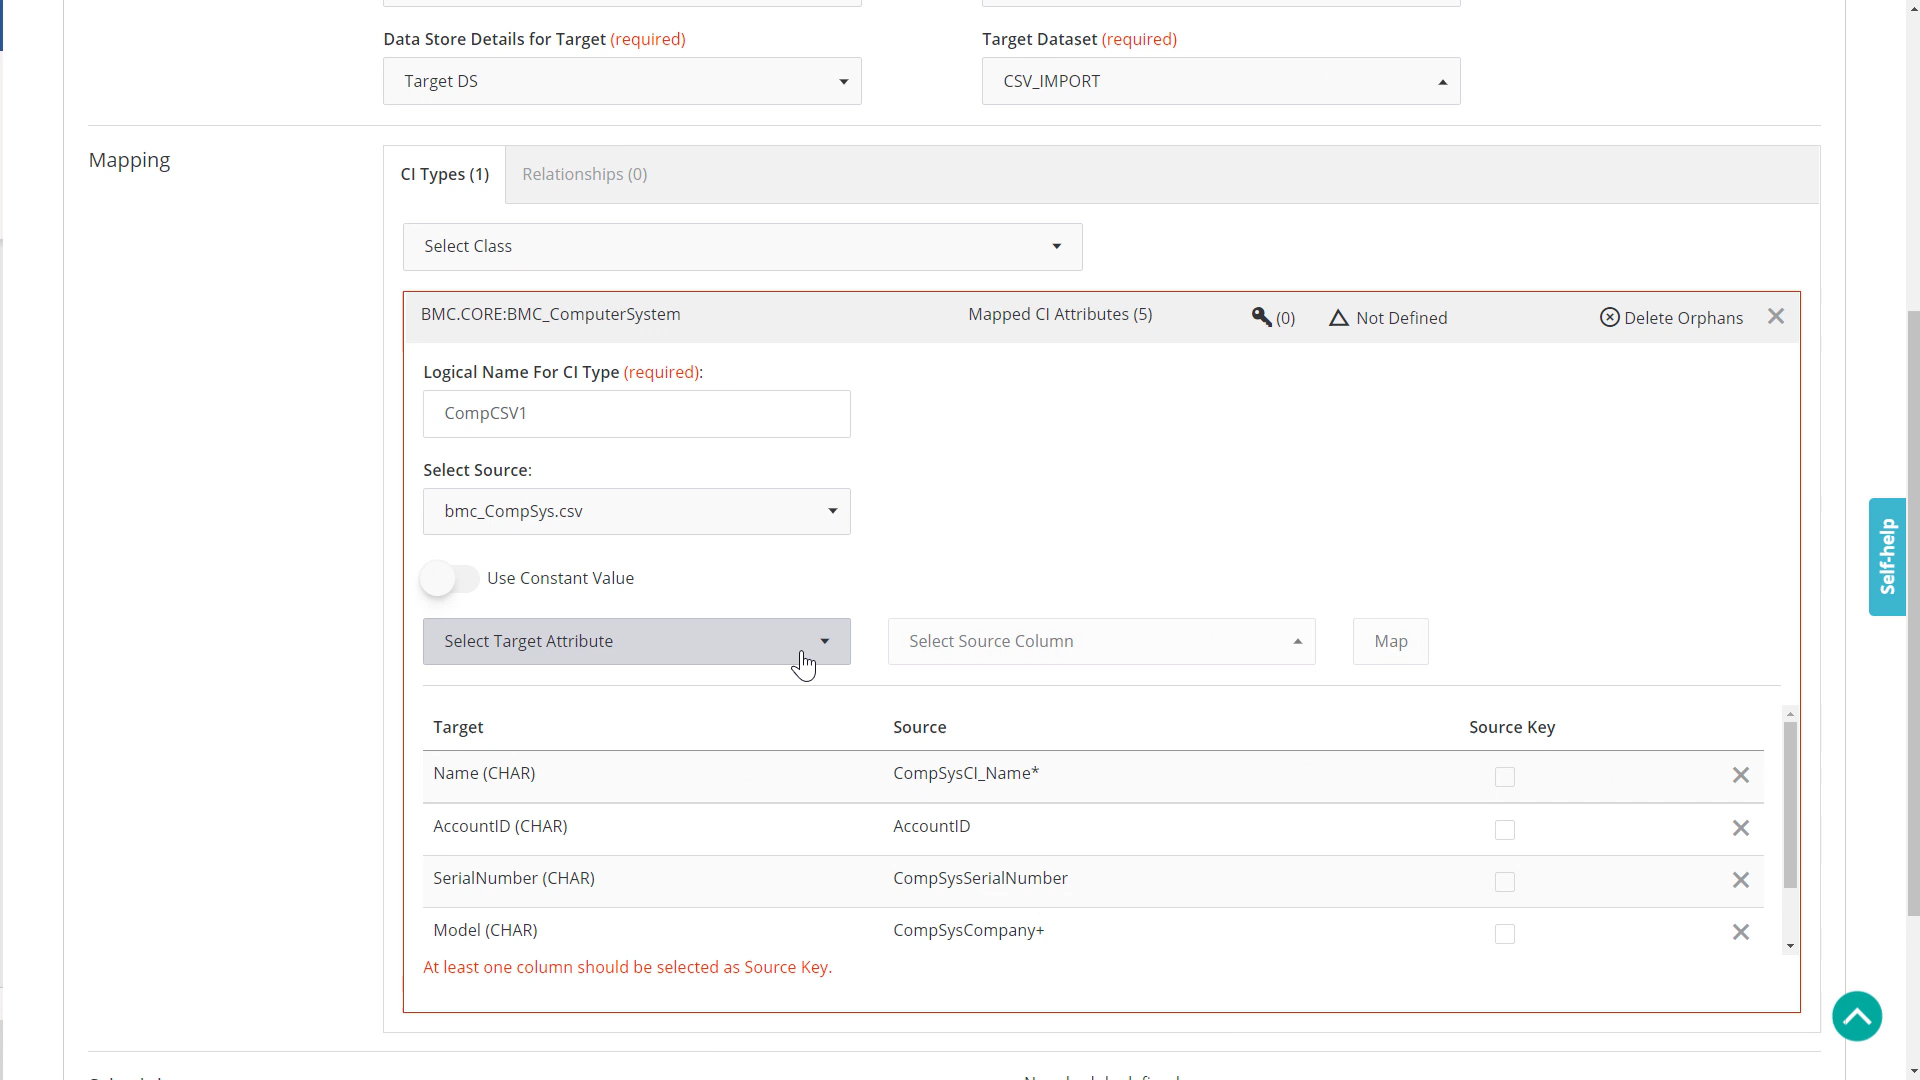 Data Store Details for Target (required)
Target Dataset (required)
Target DS
CSV_IMPORT
Mapping
CI Types (1)
Relationships (0)
Select Class
BMC.CORE:BMC_ComputerSystem
Mapped CI Attributes (5)
(0)
Not Defined
Delete Orphans
Logical Name For CI Type (required):
CompCSV1
Select Source:
bmc_CompSys.csv
Self-help
Use Constant Value
Select Target Attribute
Select Source Column
Map
Target
Source
Source Key
Name (CHAR)
CompSysCI_Name*
AccountID (CHAR)
AccountID
SerialNumber (CHAR)
CompSysSerialNumber
Model (CHAR)
CompSysCompany+
At least one column should be selected as Source Key.